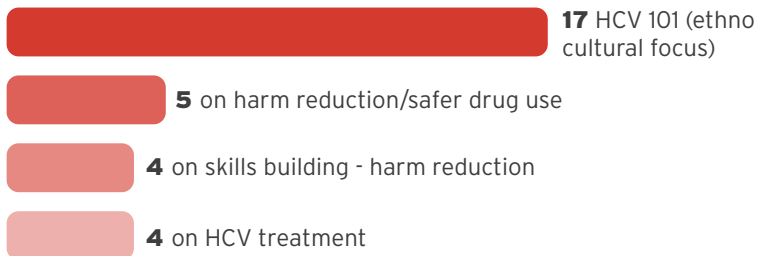 17 HCV 101 (ethno
cultural focus)
5 on harm reduction/safer drug use
4 on skills building - harm reduction
4 on HCV treatment